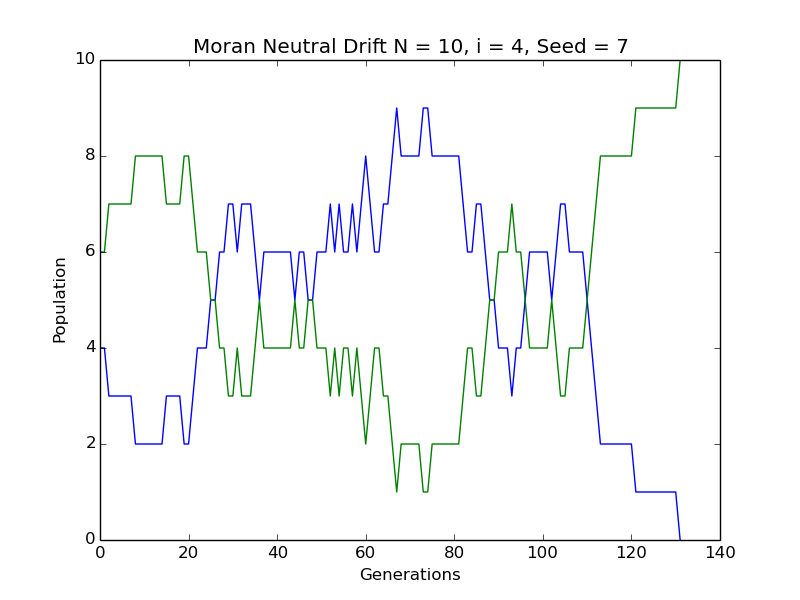 Moran Neutral Drift N = 10, i = 4, Seed = 7
10
8
6
4
2
0
Population
0 20 40 60 80 100 120 140
Generations